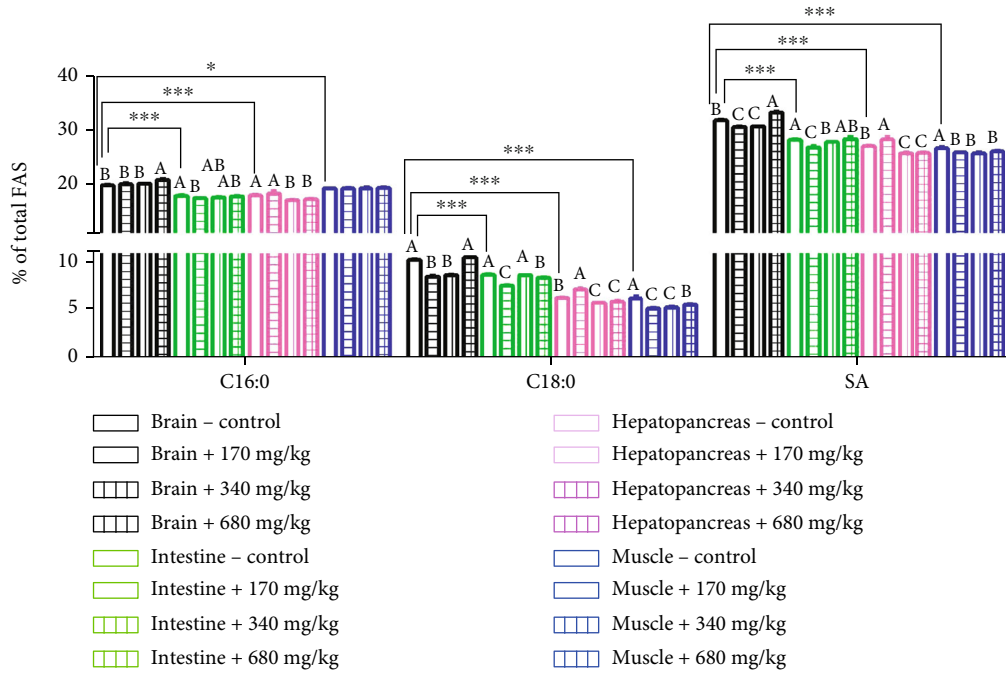 ***
*
***
***
***
***
40
B
C
C
A
***
A
C
B
AB
B
A
C
C
A
B
B
B
***
30
***
B
B
B
A
A
B
AB
AB
A
A
B
B
20
***
***
% of total FAS
10
A
B
B
A
A
C
A
B
B
A
C
C
A
C
C
B
5
0
C16:0
C18:0
SA
Brain – control
Brain + 170 mg/kg
Brain + 340 mg/kg
Brain + 680 mg/kg
Intestine – control
Intestine + 170 mg/kg
Intestine + 340 mg/kg
Intestine + 680 mg/kg
Hepatopancreas – control
Hepatopancreas + 170 mg/kg
Hepatopancreas + 340 mg/kg
Hepatopancreas + 680 mg/kg
Muscle – control
Muscle + 170 mg/kg
Muscle + 340 mg/kg
Muscle + 680 mg/kg